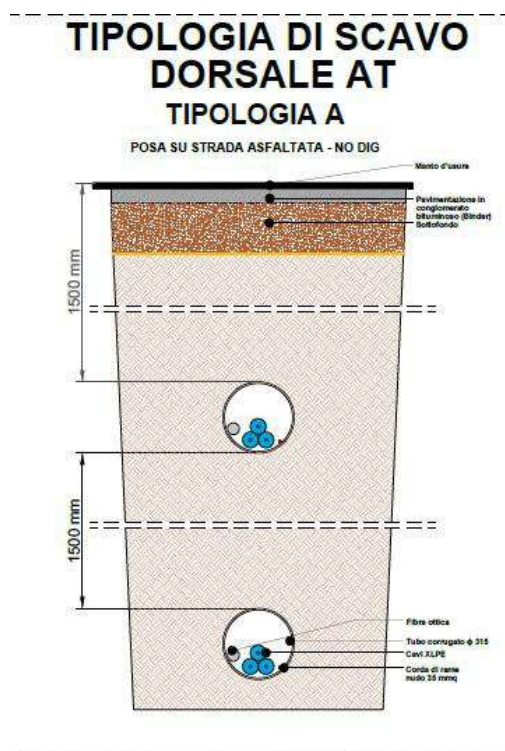 TIPOLOGIA DI SCAVO
DORSALE AT
TIPOLOGIA A
POSA SU STRADA ASFALTATA - NO DIG
Manto d'usura
Pavimentazione in
conglomerato
bituminoso (Binder)
Sottofondo
1500 mm
1500 mm
Fibra ottica
Tubo corrugato ϕ 315
Cavi XLPE
Corda di rame
nudo 35 mmq